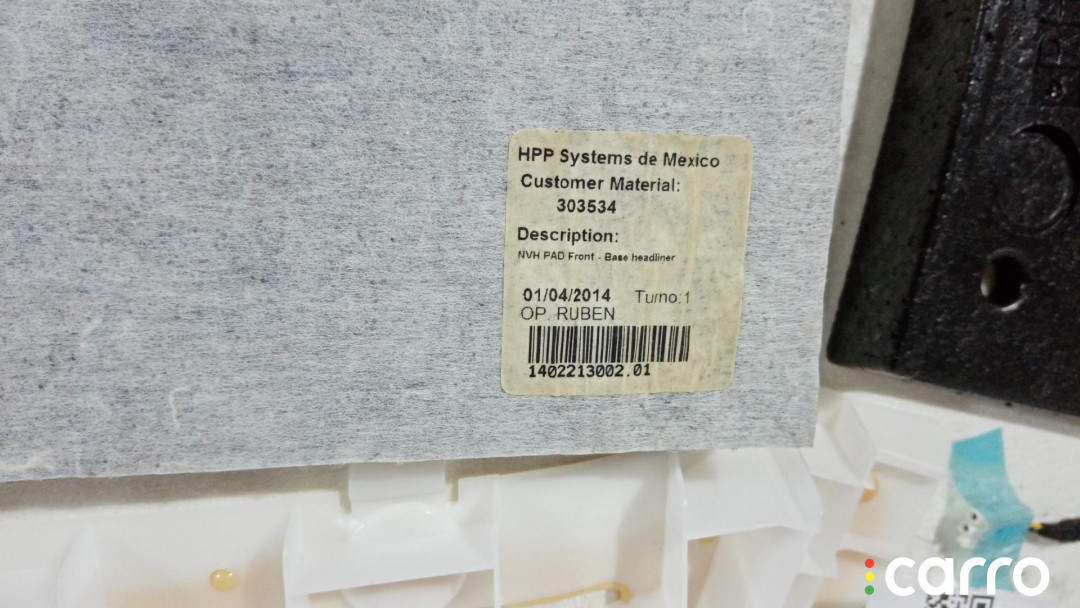 HPP Systems de Mexico
Customer Material:
303534
Description:
NVH PAD Front - Base headliner
01/04/2014 Turno:1
OP. RUBEN
1402213002.01
carro